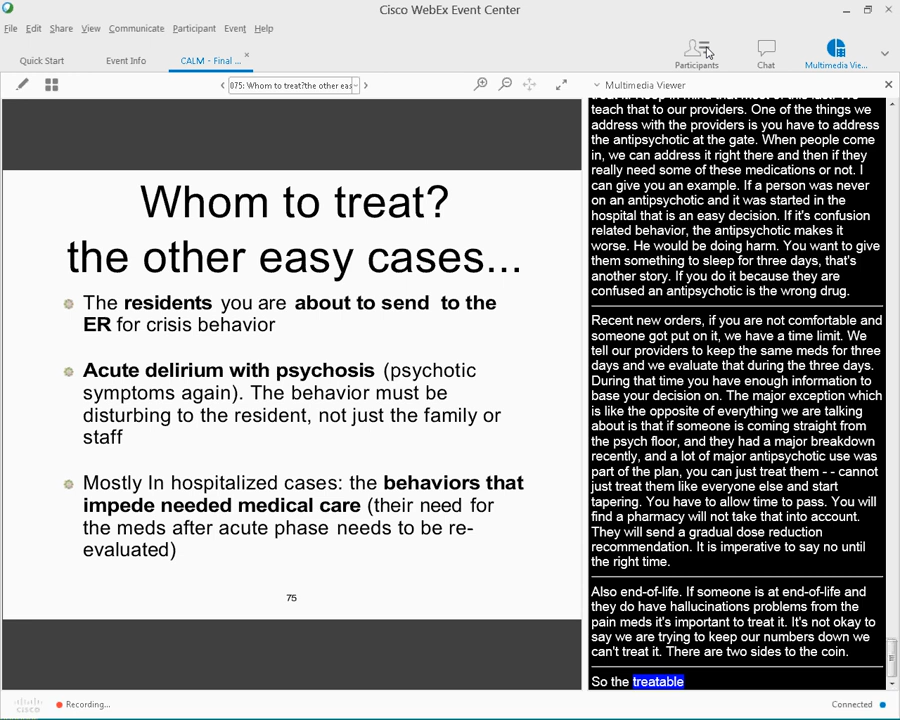 Cisco WebEx Event Center
File Edit Share View Communicate Participant Event Help
Quick Start Event Info CALM - Final ...
Participants Chat Multimedia Vie...
075: Whom to treat?the other eas
Multimedia Viewer
Whom to treat?
the other easy cases...
The residents you are about to send to the
ER for crisis behavior
Acute delirium with psychosis (psychotic
symptoms again). The behavior must be
disturbing to the resident, not just the family or
staff
Mostly In hospitalized cases: the behaviors that
impede needed medical care (their need for
the meds after acute phase needs to be re-
evaluated)
75
teach that to our providers. One of the things we
address with the providers is you have to address
the antipsychotic at the gate. When people come
in, we can address it right there and then if they
really need some of these medications or not. I
can give you an example. If a person was never
on an antipsychotic and it was started in the
hospital that is an easy decision. If it's confusion
related behavior, the antipsychotic makes it
worse. He would be doing harm. You want to give
them something to sleep for three days, that's
another story. If you do it because they are
confused an antipsychotic is the wrong drug.
Recent new orders, if you are not comfortable and
someone got put on it, we have a time limit. We
tell our providers to keep the same meds for three
days and we evaluate that during the three days.
During that time you have enough information to
base your decision on. The major exception which
is like the opposite of everything we are talking
about is that if someone is coming straight from
the psych floor, and they had a major breakdown
recently, and a lot of major antipsychotic use was
part of the plan, you can just treat them - - cannot
just treat them like everyone else and start
tapering. You have to allow time to pass. You will
find a pharmacy will not take that into account.
They will send a gradual dose reduction
recommendation. It is imperative to say no until
the right time.
Also end-of-life. If someone is at end-of-life and
they do have hallucinations problems from the
pain meds it's important to treat it. It's not okay to
say we are trying to keep our numbers down we
can't treat it. There are two sides to the coin.
So the treatable
cisco
Recording...
Connected